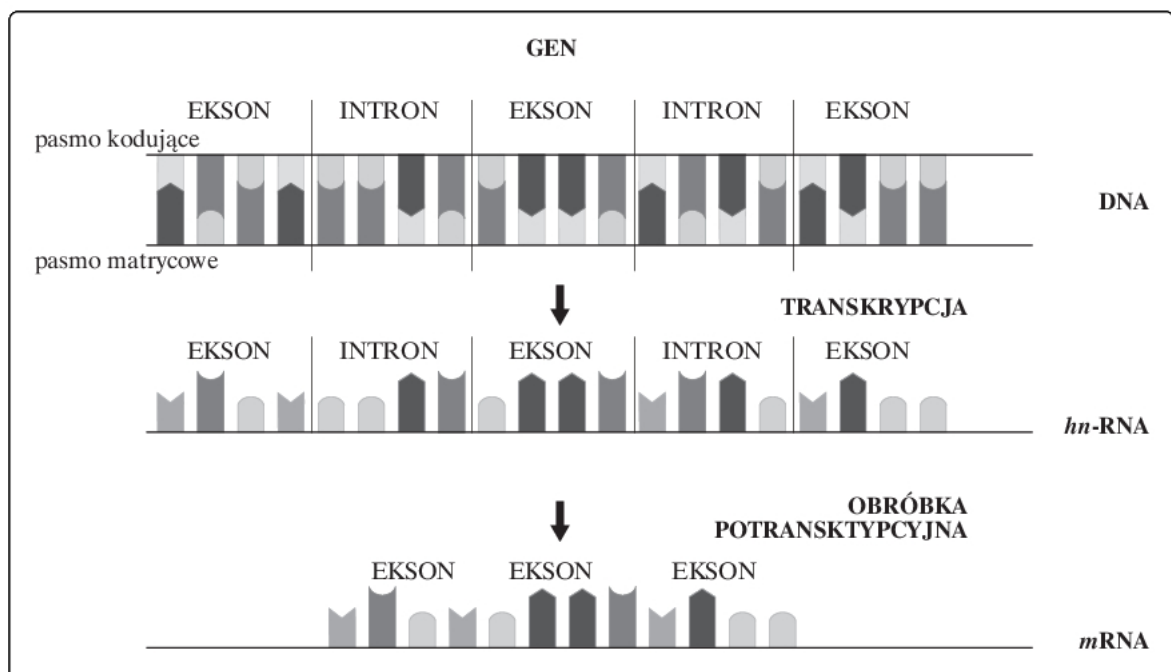 GEN
EKSON INTRON EKSON INTRON EKSON
pasmo kodujące
DNA
pasmo matrycowe
TRANSKRYPCJA
EKSON INTRON EKSON INTRON EKSON
hn-RNA
OBRÓBKA
POTRANSKTYPCYJNA
EKSON EKSON EKSON
mRNA